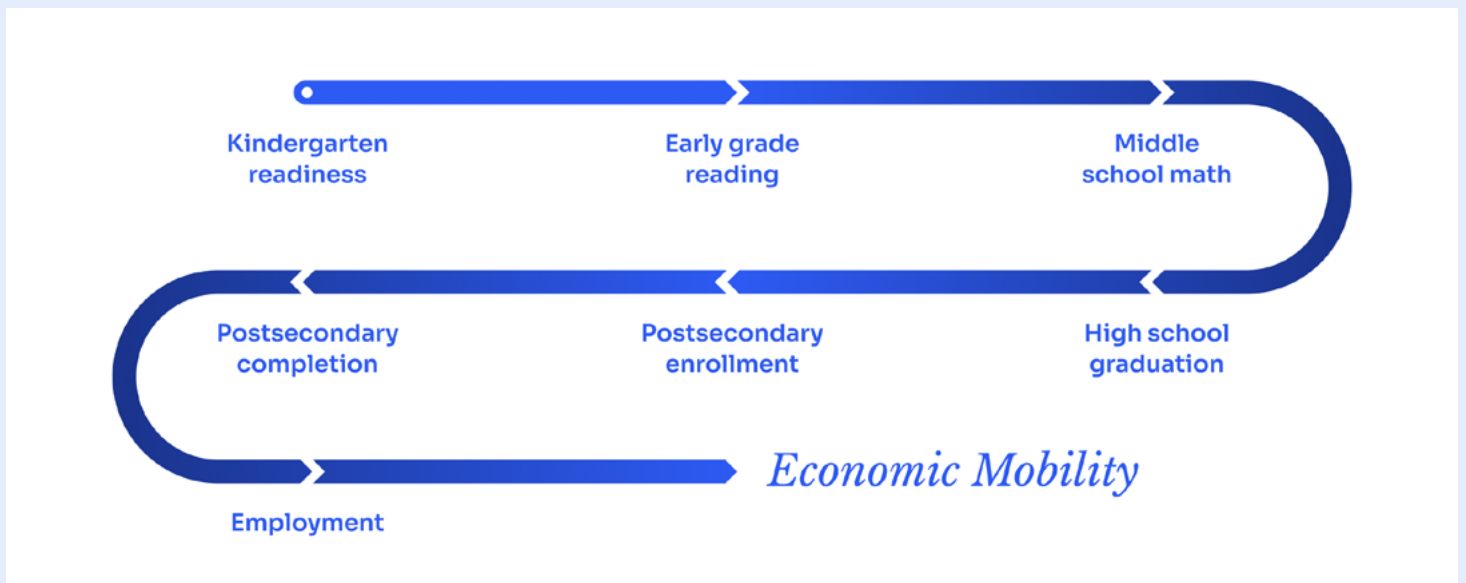 Kindergarten
readiness
Early grade
reading
Middle
school math
High school
graduation
Postsecondary
enrollment
Postsecondary
completion
Employment
Economic Mobility